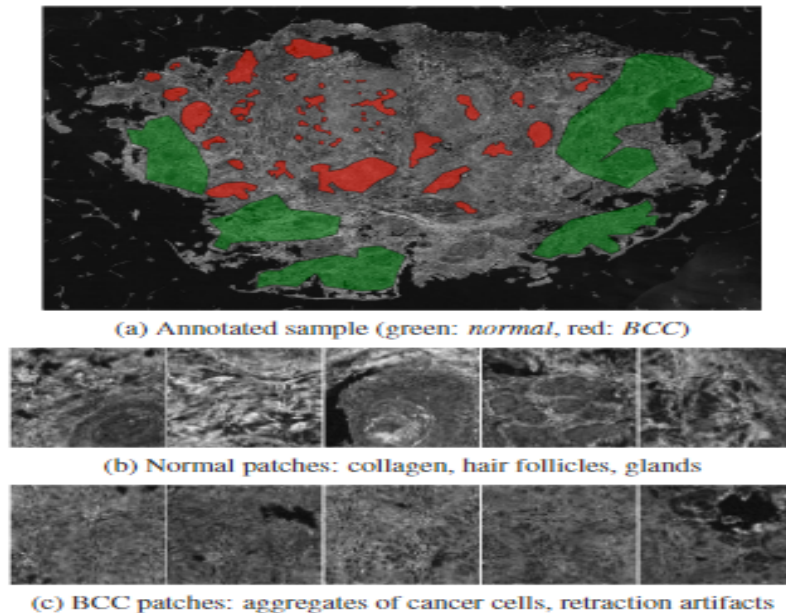 (a) Annotated sample (green: normal, red: BCC)
(b) Normal patches: collagen, hair follicles, glands
(c) BCC patches: aggregates of cancer cells, retraction artifacts